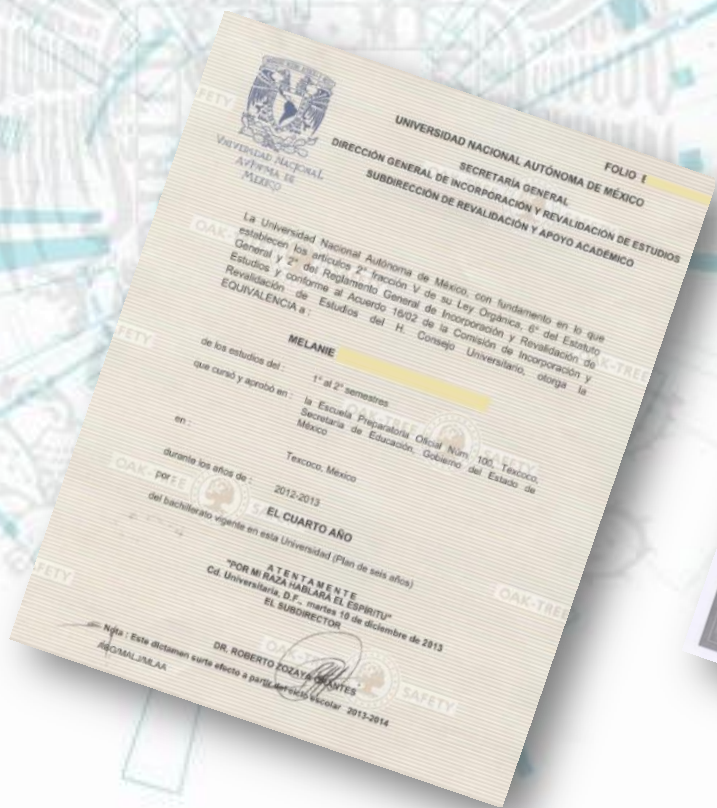 VNIVERSIDAD NACIONAL
AVTNMA DE
MEXICO
FOLIO
UNIVERSIDAD NACIONAL AUTÓNOMA DE MÉXICO
SECRETARÍA GENERAL
DIRECCIÓN GENERAL DE INCORPORACIÓN Y REVALIDACIÓN DE ESTUDIOS
SUBDIRECCIÓN DE REVALIDACIÓN Y APOYO ACADÉMICO
La Universidad Nacional Autónoma de México, con fundamento en lo que
establecen los artículos 2° fracción V de su Ley Orgánica, 6° del Estatuto
General y 2° del Reglamento General de Incorporación y Revalidación de
Estudios y conforme al Acuerdo 16/02 de la Comisión de Incorporación y
Revalidación de Estudios del H. Consejo Universitario, otorga la
EQUIVALENCIA a :
MELANIE
de los estudios del : 1° al 2° semestres
que cursó y aprobó en : la Escuela Preparatoria Oficial Núm. 100, Texcoco,
Secretaría de Educación, Gobierno del Estado de
México
en : Texcoco, México
durante los años de : 2012-2013
por : EL CUARTO AÑO
del bachillerato vigente en esta Universidad (Plan de seis años)
A T E N T A M E N T E
"POR MI RAZA HABLARÁ EL ESPÍRITU"
Cd. Universitaria, D.F., martes 10 de diciembre de 2013
EL SUBDIRECTOR
DR. ROBERTO ZOZAYA
Nota : Este dictamen surte efecto a partir del ciclo escolar 2013-2014